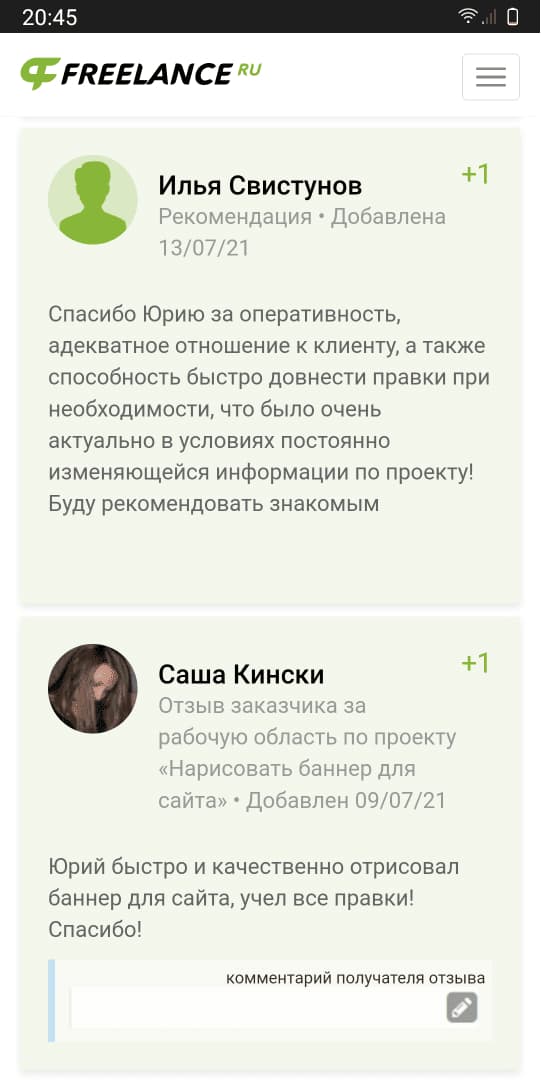 20:45
FREELANCE RU
Илья Свистунов
+1
Рекомендация • Добавлена
13/07/21
Спасибо Юрию за оперативность,
адекватное отношение к клиенту, а также
способность быстро довнести правки при
необходимости, что было очень
актуально в условиях постоянно
изменяющейся информации по проекту!
Буду рекомендовать знакомым
Саша Кински
+1
Отзыв заказчика за
рабочую область по проекту
«Нарисовать баннер для
сайта» • Добавлен 09/07/21
Юрий быстро и качественно отрисовал
баннер для сайта, учел все правки!
Спасибо!
комментарий получателя отзыва